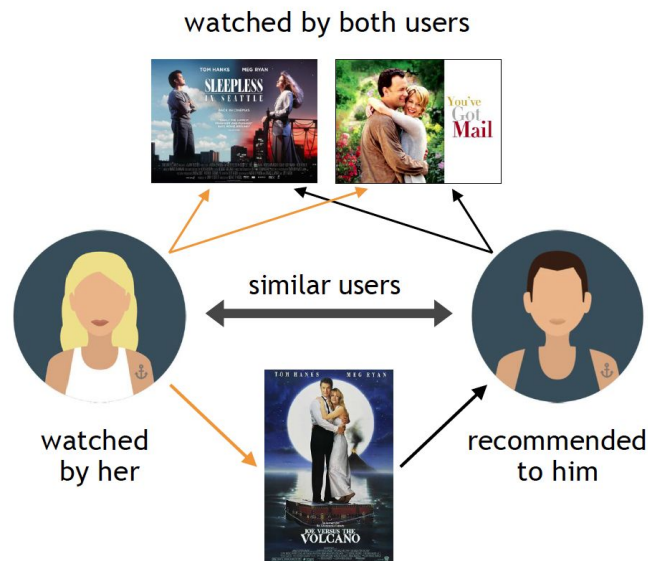 watched by both users
TOM HANKS MEG RYAN
SLEEPLESS
IN SEATTLE
You've
Got
Mail
similar users
TOM HANKS MEG RYAN
JOE VERSUS THE
VOLCANO
watched
by her
recommended
to him